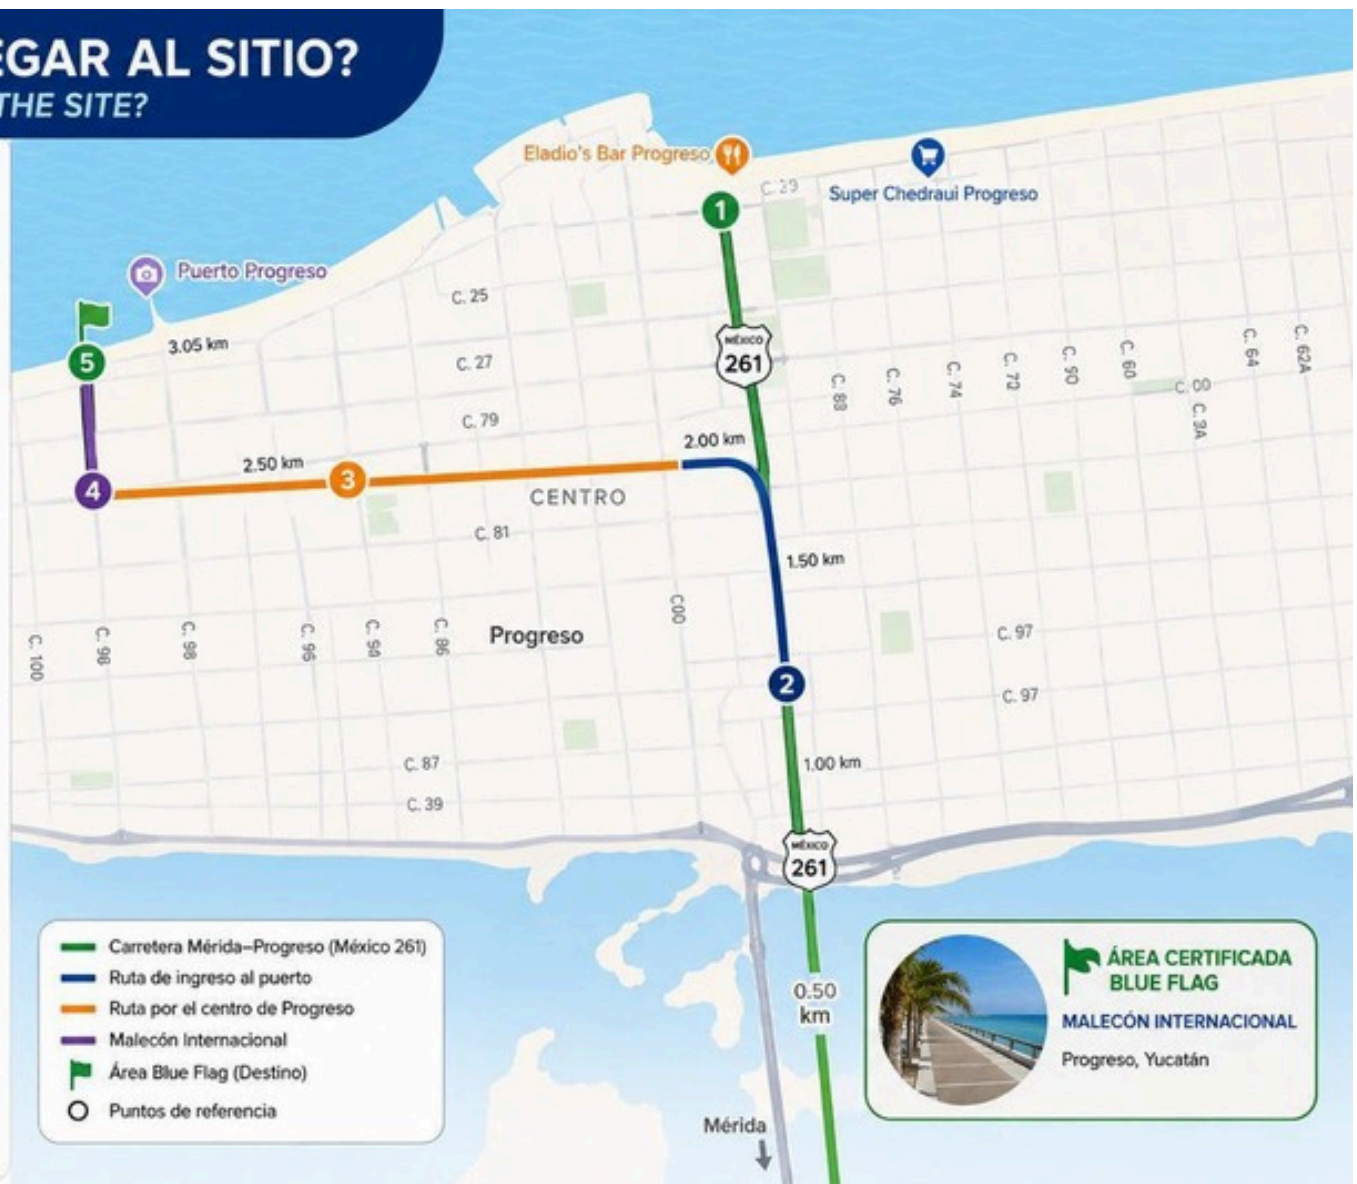 EGAR AL SITIO?
THE SITE?
Eladio's Bar Progreso
C. 29
Super Chedraui Progreso
1
Puerto Progreso
C. 25
3.05 km
5
MÉXICO
261
C. 27
C. 64
C. 62A
C. 60
C. 90
C. 72
C. 74
C. 76
C. 88
C. 00
C. 3A
C. 79
2.00 km
2.50 km
3
4
CENTRO
C. 81
1.50 km
C00
Progreso
C. 100
C. 98
C. 98
C. 96
C. 94
C. 86
C. 97
2
C. 97
C. 87
1.00 km
C. 39
MÉXICO
261
Carretera Mérida–Progreso (México 261)
Ruta de ingreso al puerto
Ruta por el centro de Progreso
Malecón Internacional
Área Blue Flag (Destino)
Puntos de referencia
0.50
km
Mérida
ÁREA CERTIFICADA
BLUE FLAG
MALECÓN INTERNACIONAL
Progreso, Yucatán